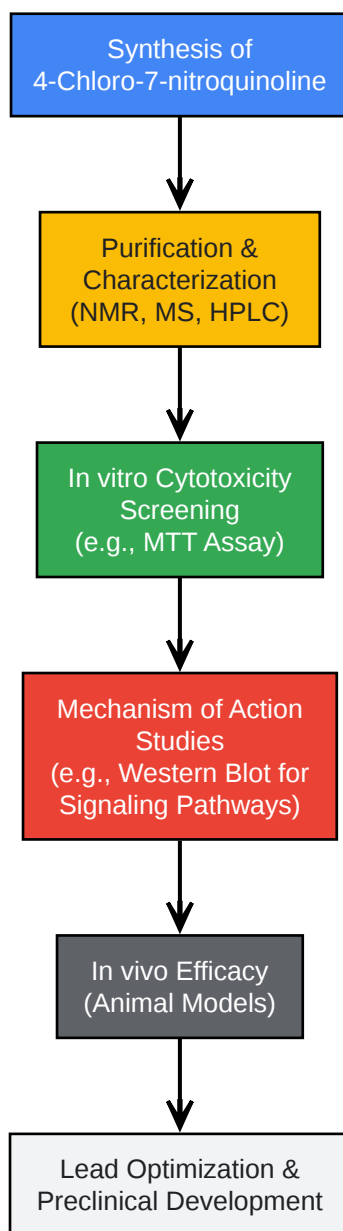 Synthesis of
4-Chloro-7-nitroquinoline
Purification &
Characterization
(NMR, MS, HPLC)
In vitro Cytotoxicity
Screening
(e.g., MTT Assay)
Mechanism of Action
Studies
(e.g., Western Blot for
Signaling Pathways)
In vivo Efficacy
(Animal Models)
Lead Optimization &
Preclinical Development